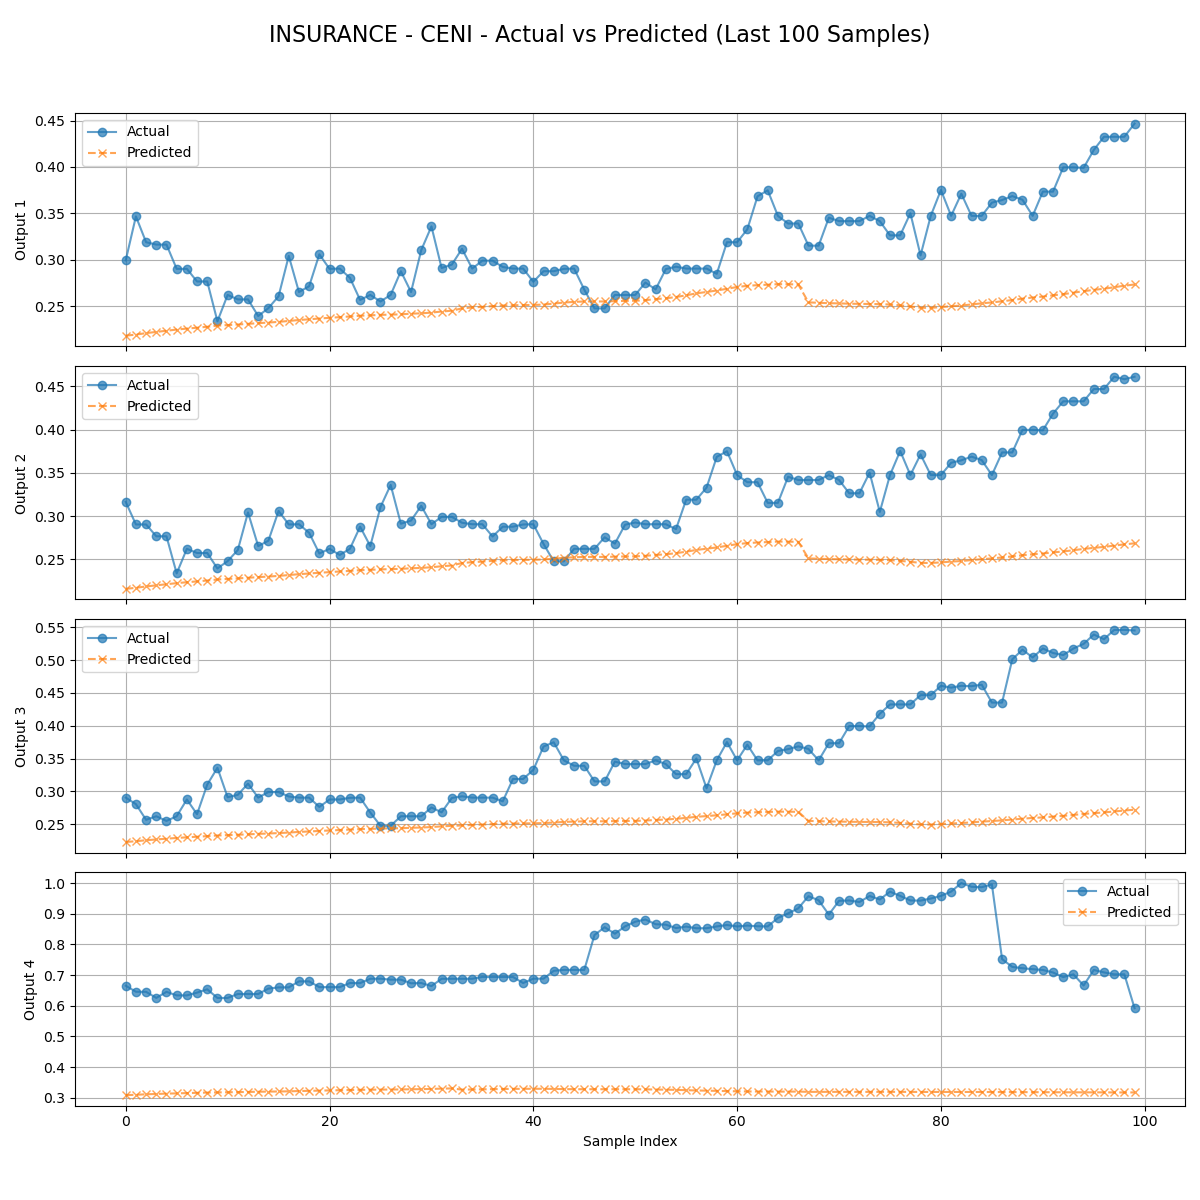 INSURANCE - CENI - Actual vs Predicted (Last 100 Samples)
Output 1
0.45
0.40
0.35
0.30
0.25
Actual
Predicted
Output 2
0.45
0.40
0.35
0.30
0.25
Actual
Predicted
Output 3
0.55
0.50
0.45
0.40
0.35
0.30
0.25
Actual
Predicted
Output 4
1.0
0.9
0.8
0.7
0.6
0.5
0.4
0.3
Actual
Predicted
0 20 40 60 80 100
Sample Index